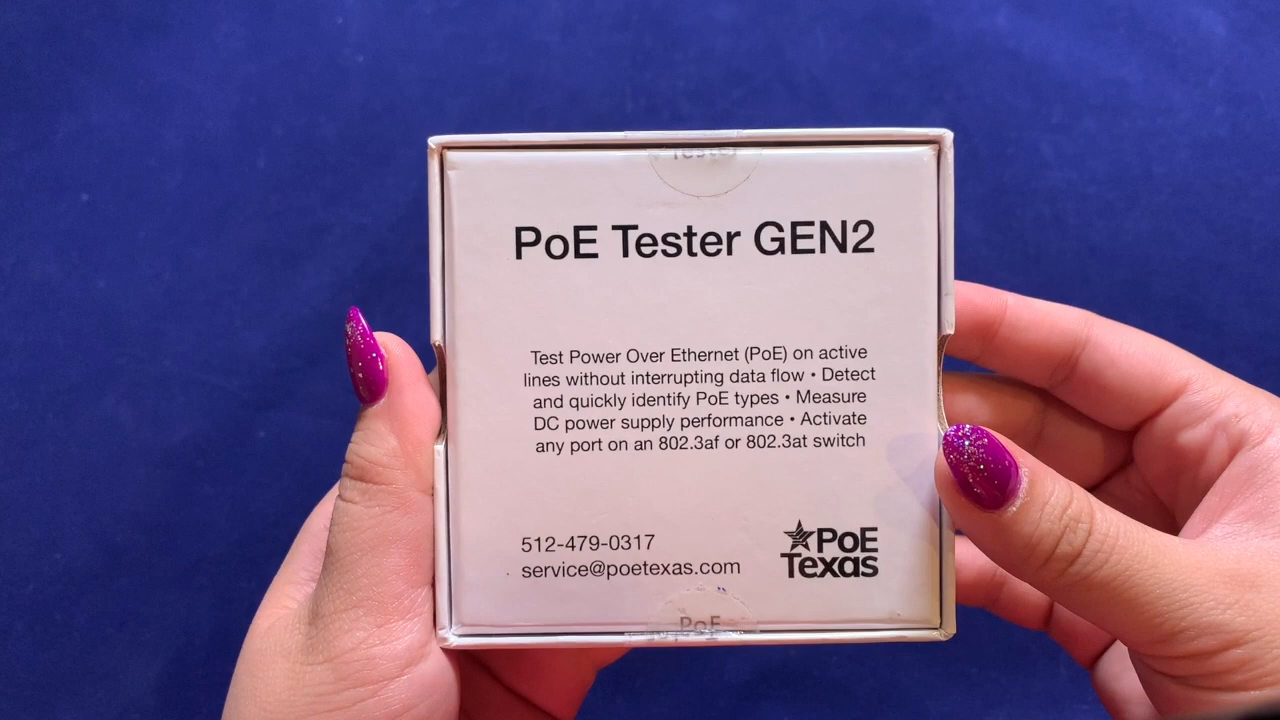 Tester
PoE Tester GEN2
Test Power Over Ethernet (PoE) on active
lines without interrupting data flow • Detect
and quickly identify PoE types • Measure
DC power supply performance • Activate
any port on an 802.3af or 802.3at switch
512-479-0317
service@poetexas.com
PoE
Texas
PoE